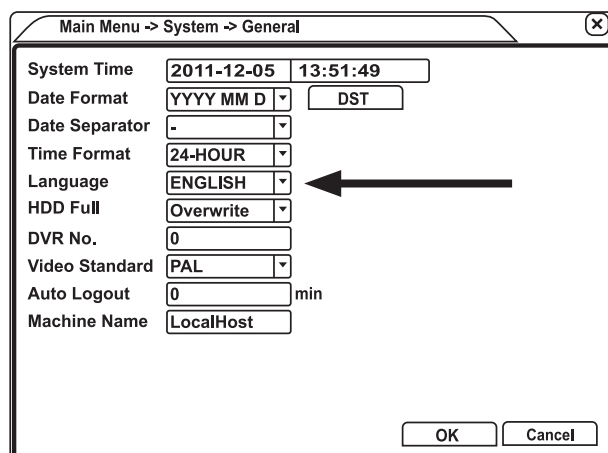 Main Menu -> System -> General
System Time 2011-12-05 13:51:49
Date Format YYYY MM D DST
Date Separator -
Time Format 24-HOUR
Language ENGLISH
HDD Full Overwrite
DVR No. 0
Video Standard PAL
Auto Logout 0 min
Machine Name LocalHost
OK Cancel